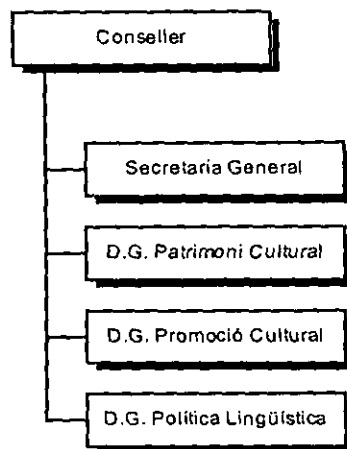 Conseller
Secretaria General
D.G. Patrimoni Cultural
D.G. Promoció Cultural
D.G. Política Lingüística